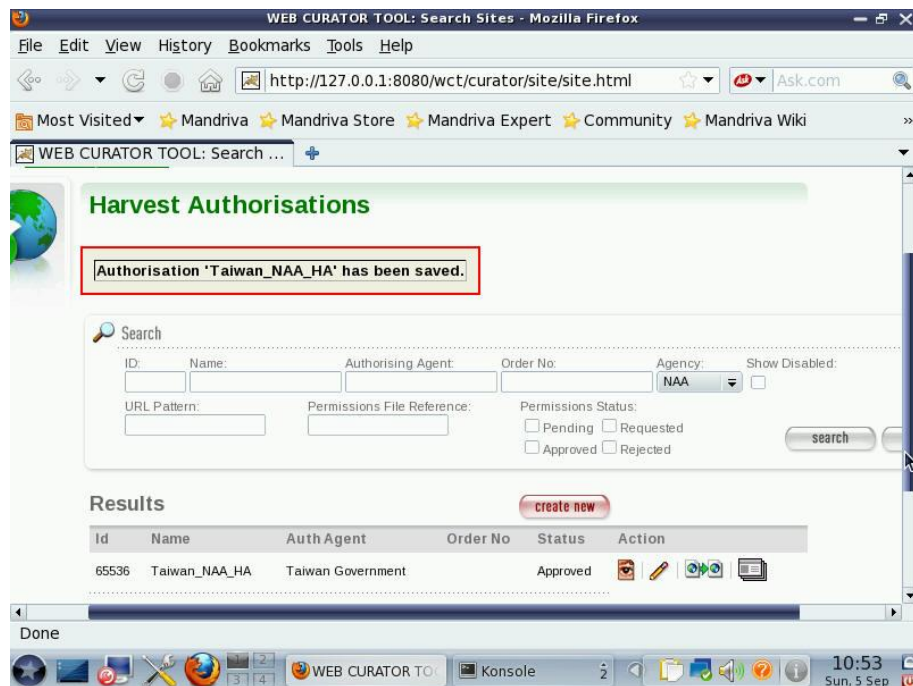 WEB CURATOR TOOL: Search Sites - Mozilla Firefox
File Edit View History Bookmarks Tools Help
http://127.0.0.1:8080/wct/curator/site/site.html Ask.com
Most Visited Mandriva Mandriva Store Mandriva Expert Community Mandriva Wiki »
WEB CURATOR TOOL: Search ...
Harvest Authorisations
Authorisation 'Taiwan_NAA_HA' has been saved.
Search
ID: Name: Authorising Agent: Order No: Agency: Show Disabled:
NAA
URL Pattern: Permissions File Reference: Permissions Status:
Pending Requested
Approved Rejected
search
Results create new
Id Name Auth Agent Order No Status Action
65536 Taiwan_NAA_HA Taiwan Government Approved
Done
1 2
3 4
WEB CURATOR TO Konsole 2 10:53
Sun, 5 Sep